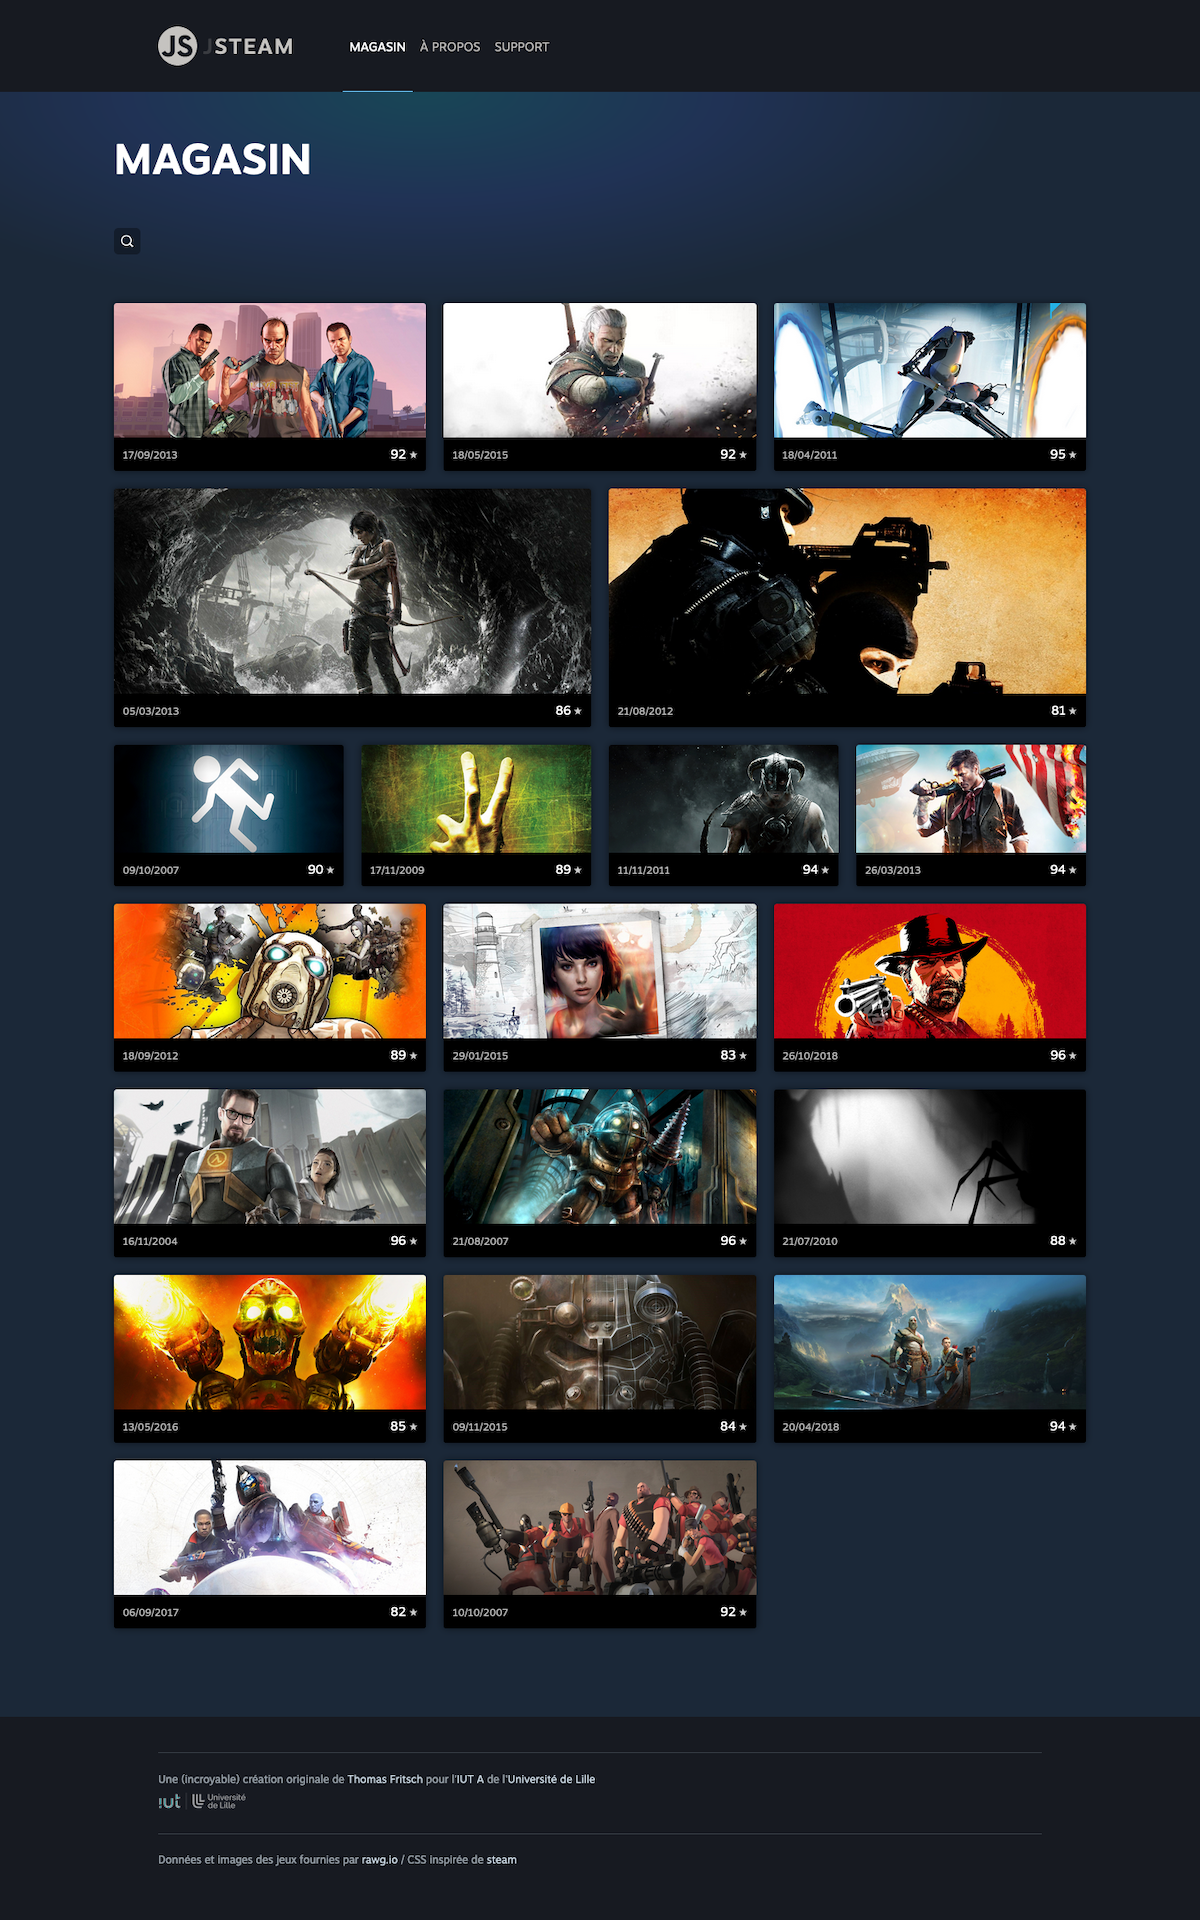 JS JSTEAM MAGASIN À PROPOS SUPPORT
MAGASIN
17/09/2013 92 ★
18/05/2015 92 ★
18/04/2011 95 ★
05/03/2013 86 ★
21/08/2012 81 ★
09/10/2007 90 ★
17/11/2009 89 ★
11/11/2011 94 ★
26/03/2013 94 ★
18/09/2012 89 ★
29/01/2015 83 ★
26/10/2018 96 ★
16/11/2004 96 ★
21/08/2007 96 ★
21/07/2010 88 ★
13/05/2016 85 ★
09/11/2015 84 ★
20/04/2018 94 ★
06/09/2017 82 ★
10/10/2007 92 ★
Une (incroyable) création originale de Thomas Fritsch pour l'IUT A de l'Université de Lille
iut Université
de Lille
Données et images des jeux fournies par rawg.io / CSS inspirée de steam